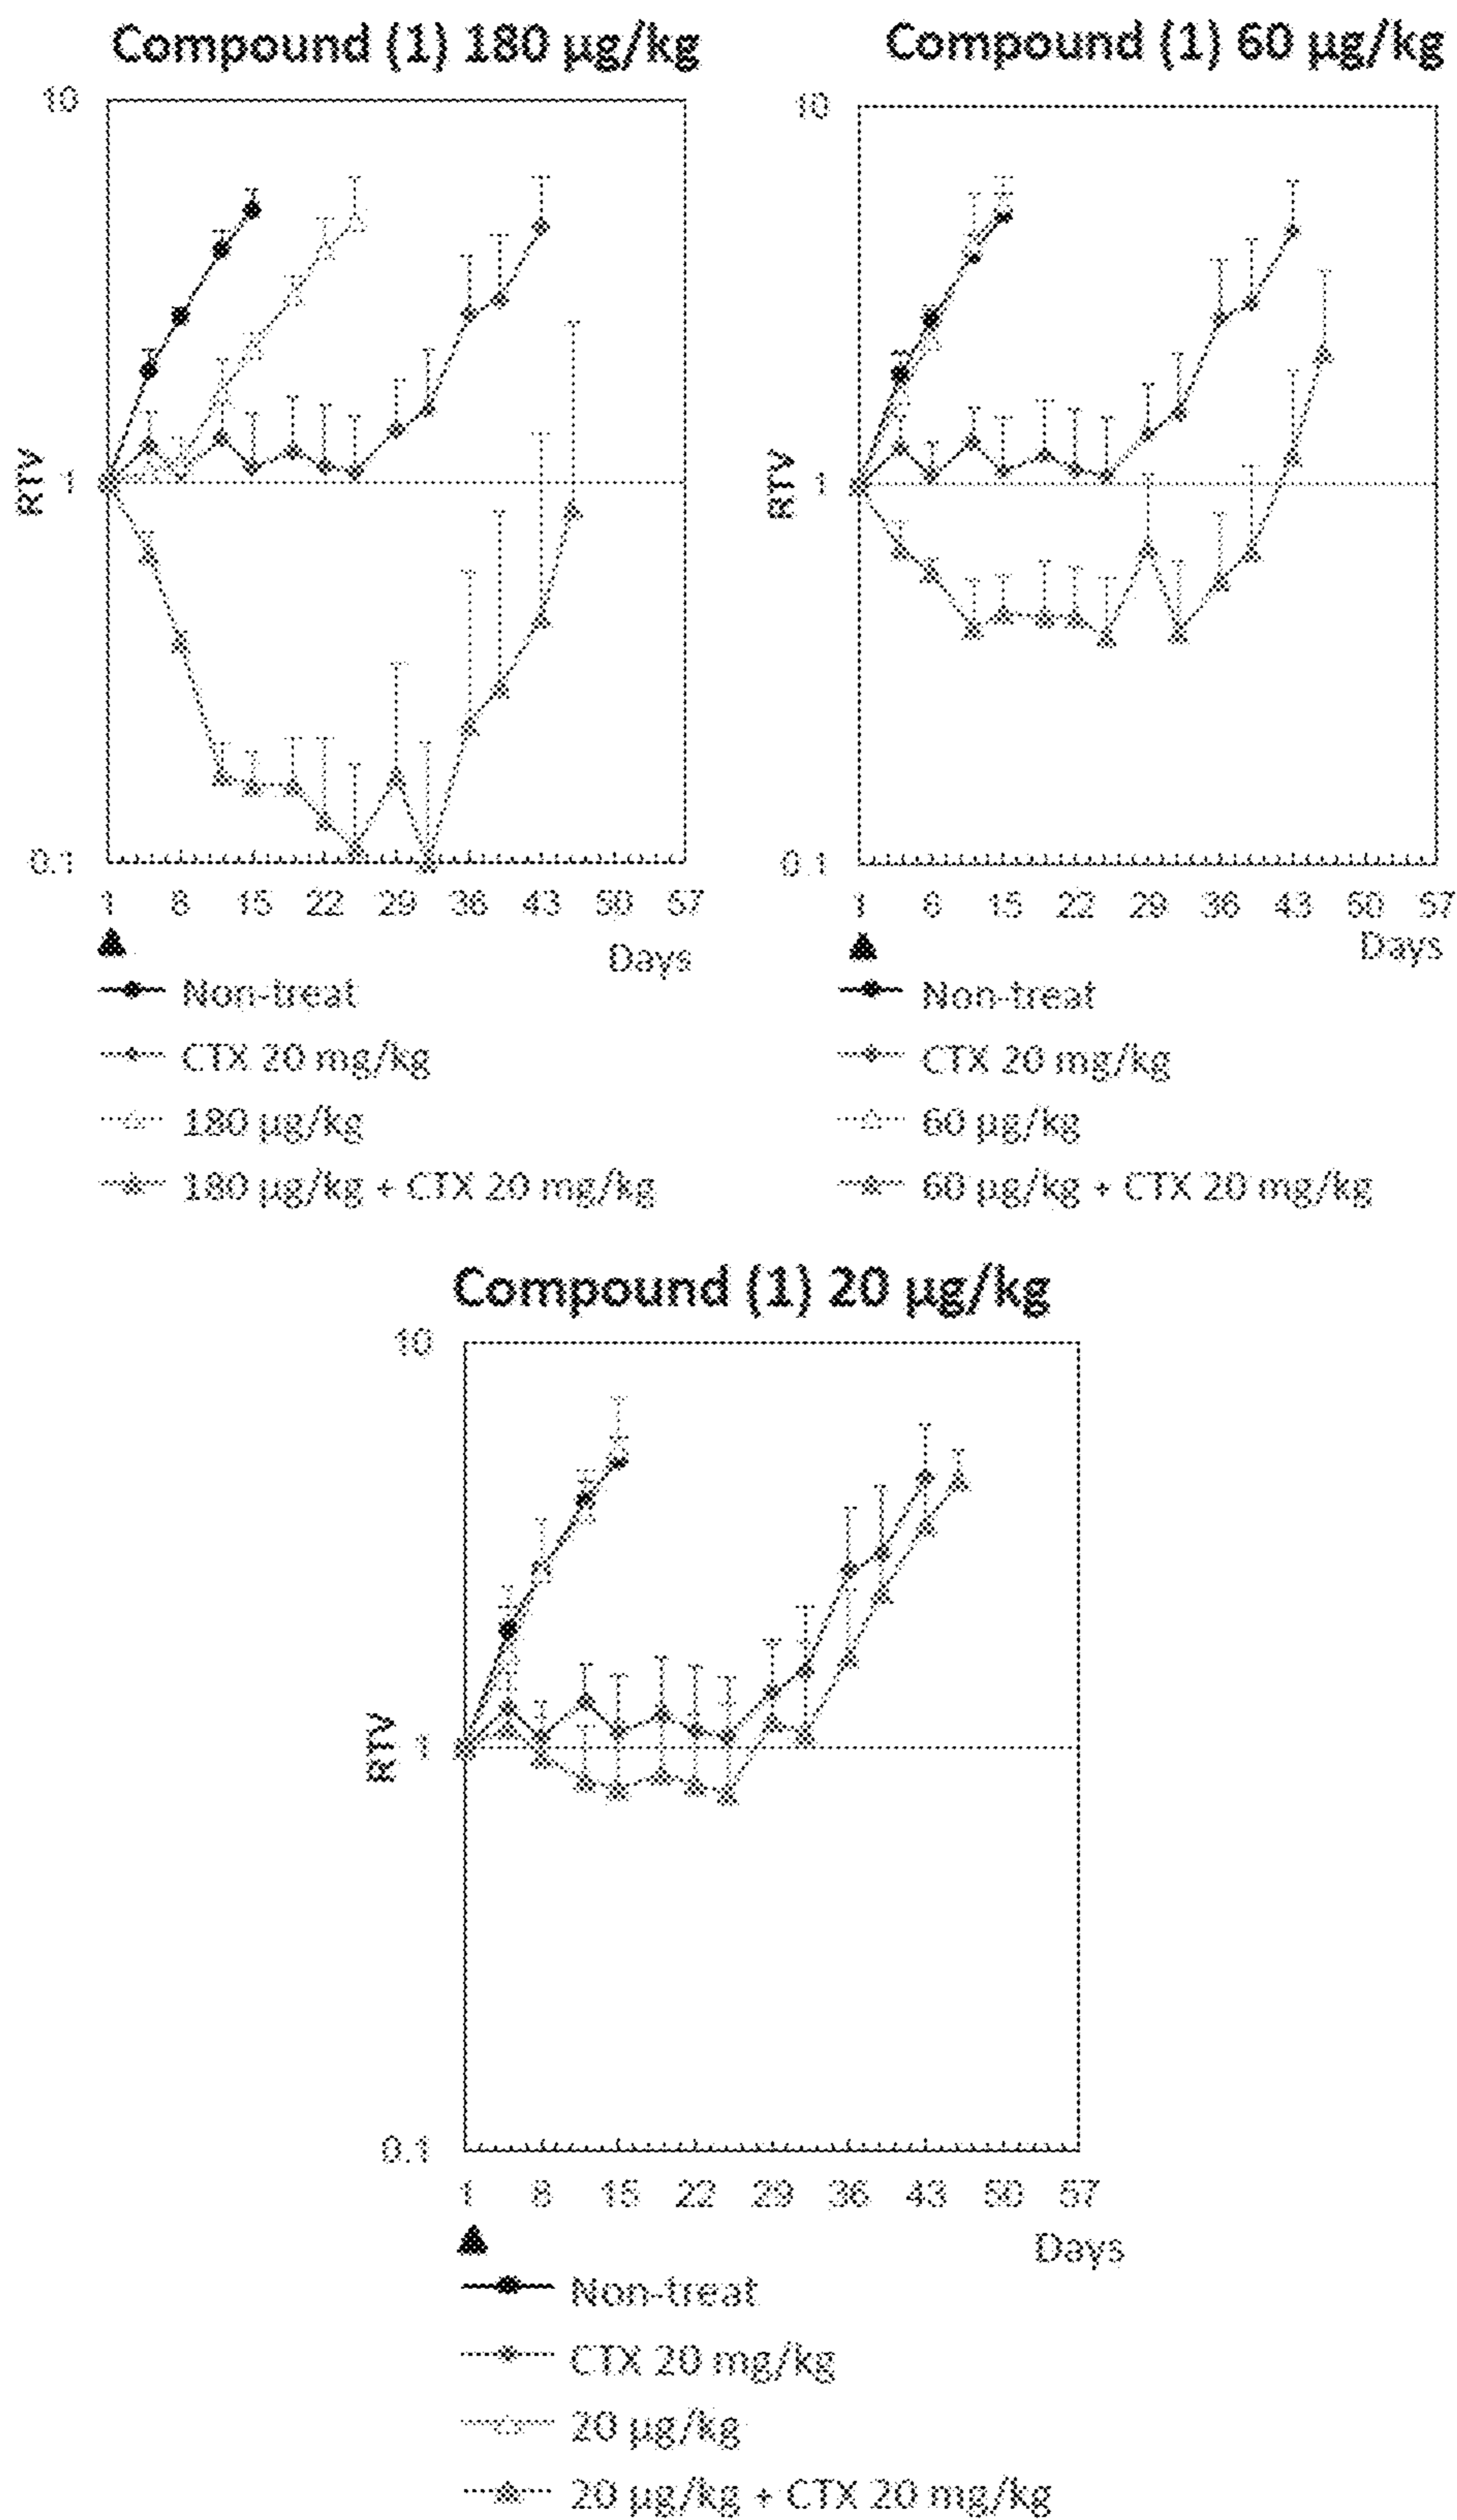 Compound (1) 180 µg/kg
10
RTV
1
0.1
1 8 15 22 29 36 43 50 57
Days
Non-treat
CTX 20 mg/kg
180 µg/kg
180 µg/kg + CTX 20 mg/kg
Compound (1) 60 µg/kg
10
RTV
1
0.1
1 8 15 22 29 36 43 50 57
Days
Non-treat
CTX 20 mg/kg
60 µg/kg
60 µg/kg + CTX 20 mg/kg
Compound (1) 20 µg/kg
10
RTV
1
0.1
1 8 15 22 29 36 43 50 57
Days
Non-treat
CTX 20 mg/kg
20 µg/kg
20 µg/kg + CTX 20 mg/kg